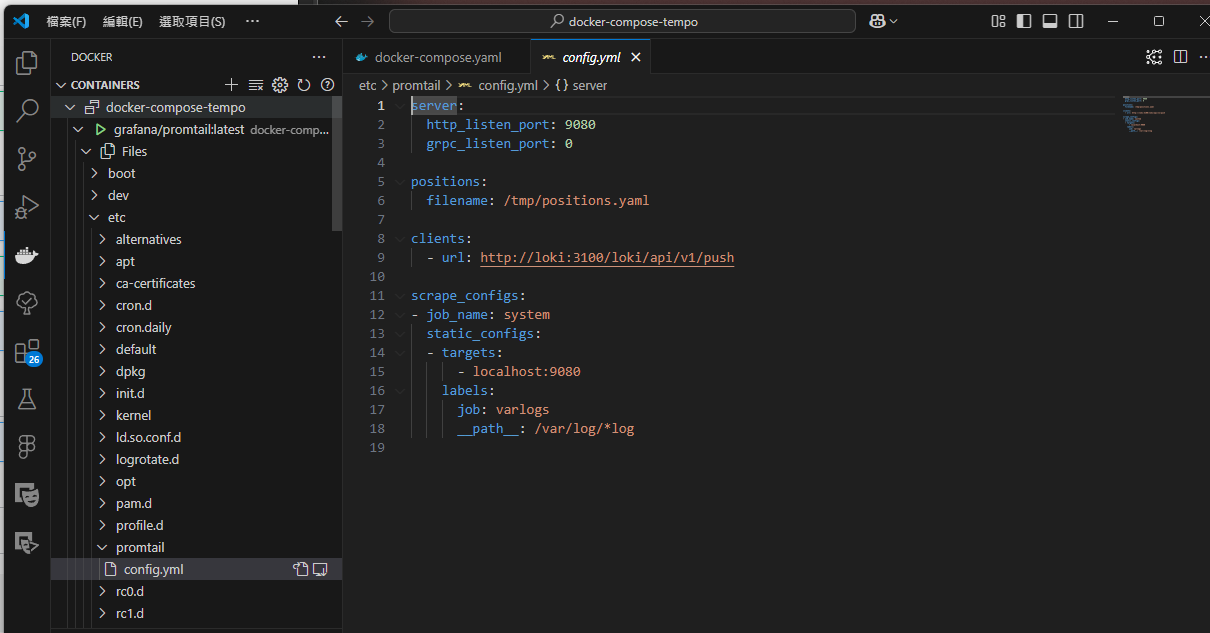 檔案(F) 編輯(E) 選取項目(S) ··· docker-compose-tempo
DOCKER ···
docker-compose.yaml config.yml
CONTAINERS
etc > promtail > config.yml > {} server
docker-compose-tempo
grafana/promtail:latest docker-comp...
Files
boot
dev
etc
alternatives
apt
ca-certificates
cron.d
cron.daily
default
dpkg
init.d
kernel
ld.so.conf.d
logrotate.d
opt
pam.d
profile.d
promtail
config.yml
rc0.d
rc1.d
26
1 server:
2 http_listen_port: 9080
3 grpc_listen_port: 0
4
5 positions:
6 filename: /tmp/positions.yaml
7
8 clients:
9 - url: http://loki:3100/loki/api/v1/push
10
11 scrape_configs:
12 - job_name: system
13 static_configs:
14 - targets:
15 - localhost:9080
16 labels:
17 job: varlogs
18 __path__: /var/log/*log
19